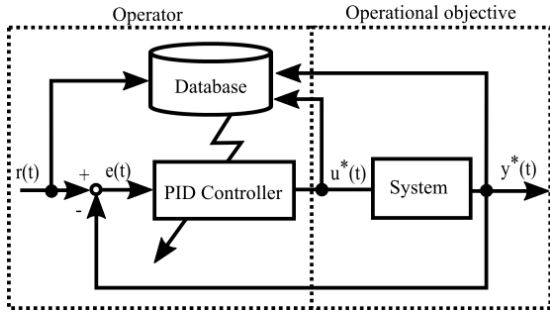 Operator
Operational objective
Database
r(t)
+
-
e(t)
PID Controller
u*(t)
System
y*(t)